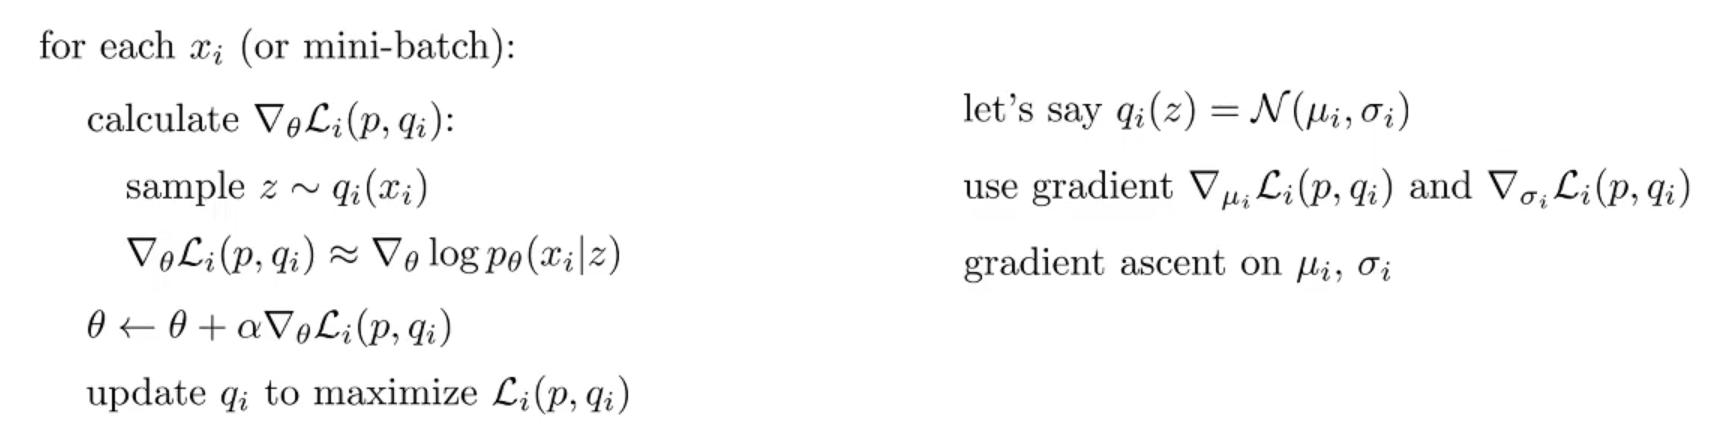 for each $x_i$ (or mini-batch):
calculate $\nabla_\theta \mathcal{L}_i(p, q_i)$:
sample $z \sim q_i(x_i)$
$\nabla_\theta \mathcal{L}_i(p, q_i) \approx \nabla_\theta \log p_\theta(x_i|z)$
$\theta \leftarrow \theta + \alpha \nabla_\theta \mathcal{L}_i(p, q_i)$
update $q_i$ to maximize $\mathcal{L}_i(p, q_i)$
let's say $q_i(z) = \mathcal{N}(\mu_i, \sigma_i)$
use gradient $\nabla_{\mu_i} \mathcal{L}_i(p, q_i)$ and $\nabla_{\sigma_i} \mathcal{L}_i(p, q_i)$
gradient ascent on $\mu_i$, $\sigma_i$